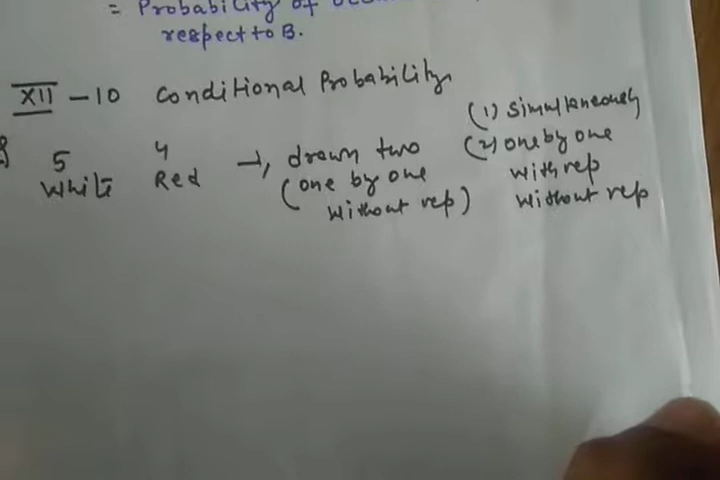 = Probability of
respect to B.
XII - 10 Conditional Probability
(1) simultaneously
5 4 → drawn two (2) one by one
White Red (one by one with rep
without rep) without rep